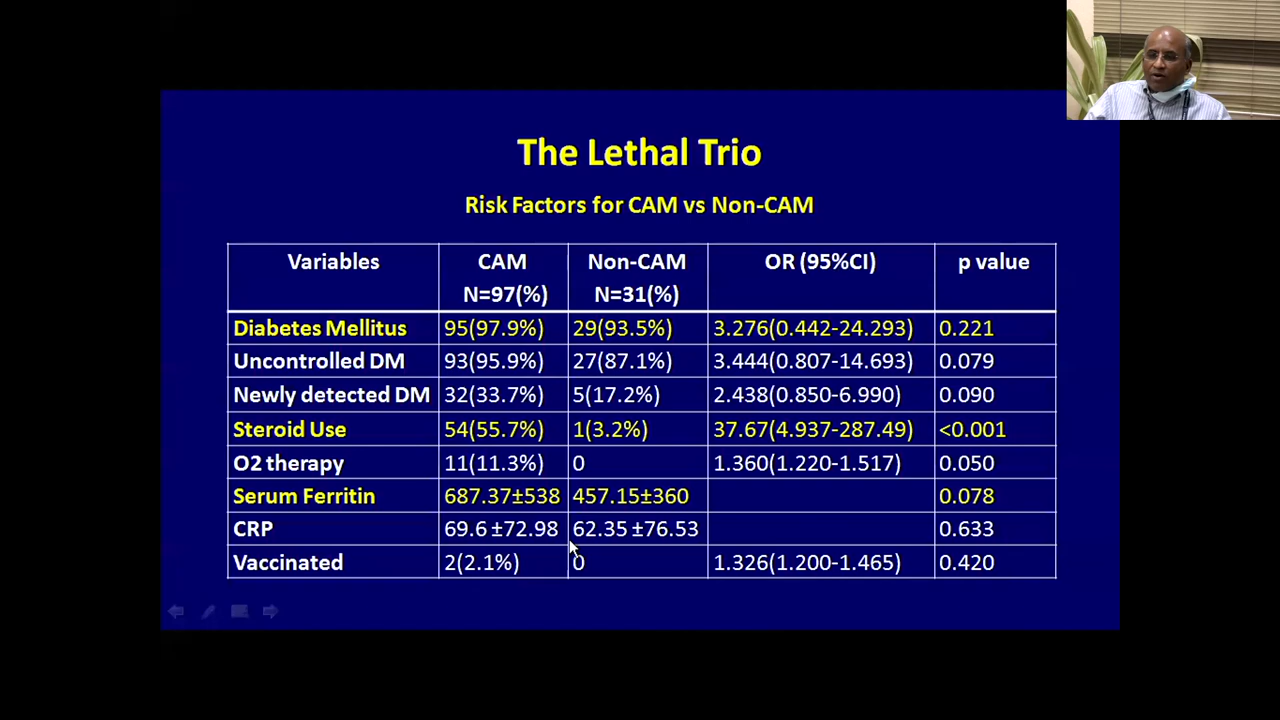 The Lethal Trio
Risk Factors for CAM vs Non-CAM
Variables CAM N=97(%) Non-CAM N=31(%) OR (95%CI) p value
Diabetes Mellitus 95(97.9%) 29(93.5%) 3.276(0.442-24.293) 0.221
Uncontrolled DM 93(95.9%) 27(87.1%) 3.444(0.807-14.693) 0.079
Newly detected DM 32(33.7%) 5(17.2%) 2.438(0.850-6.990) 0.090
Steroid Use 54(55.7%) 1(3.2%) 37.67(4.937-287.49) <0.001
O2 therapy 11(11.3%) 0 1.360(1.220-1.517) 0.050
Serum Ferritin 687.37±538 457.15±360 0.078
CRP 69.6 ±72.98 62.35 ±76.53 0.633
Vaccinated 2(2.1%) 0 1.326(1.200-1.465) 0.420